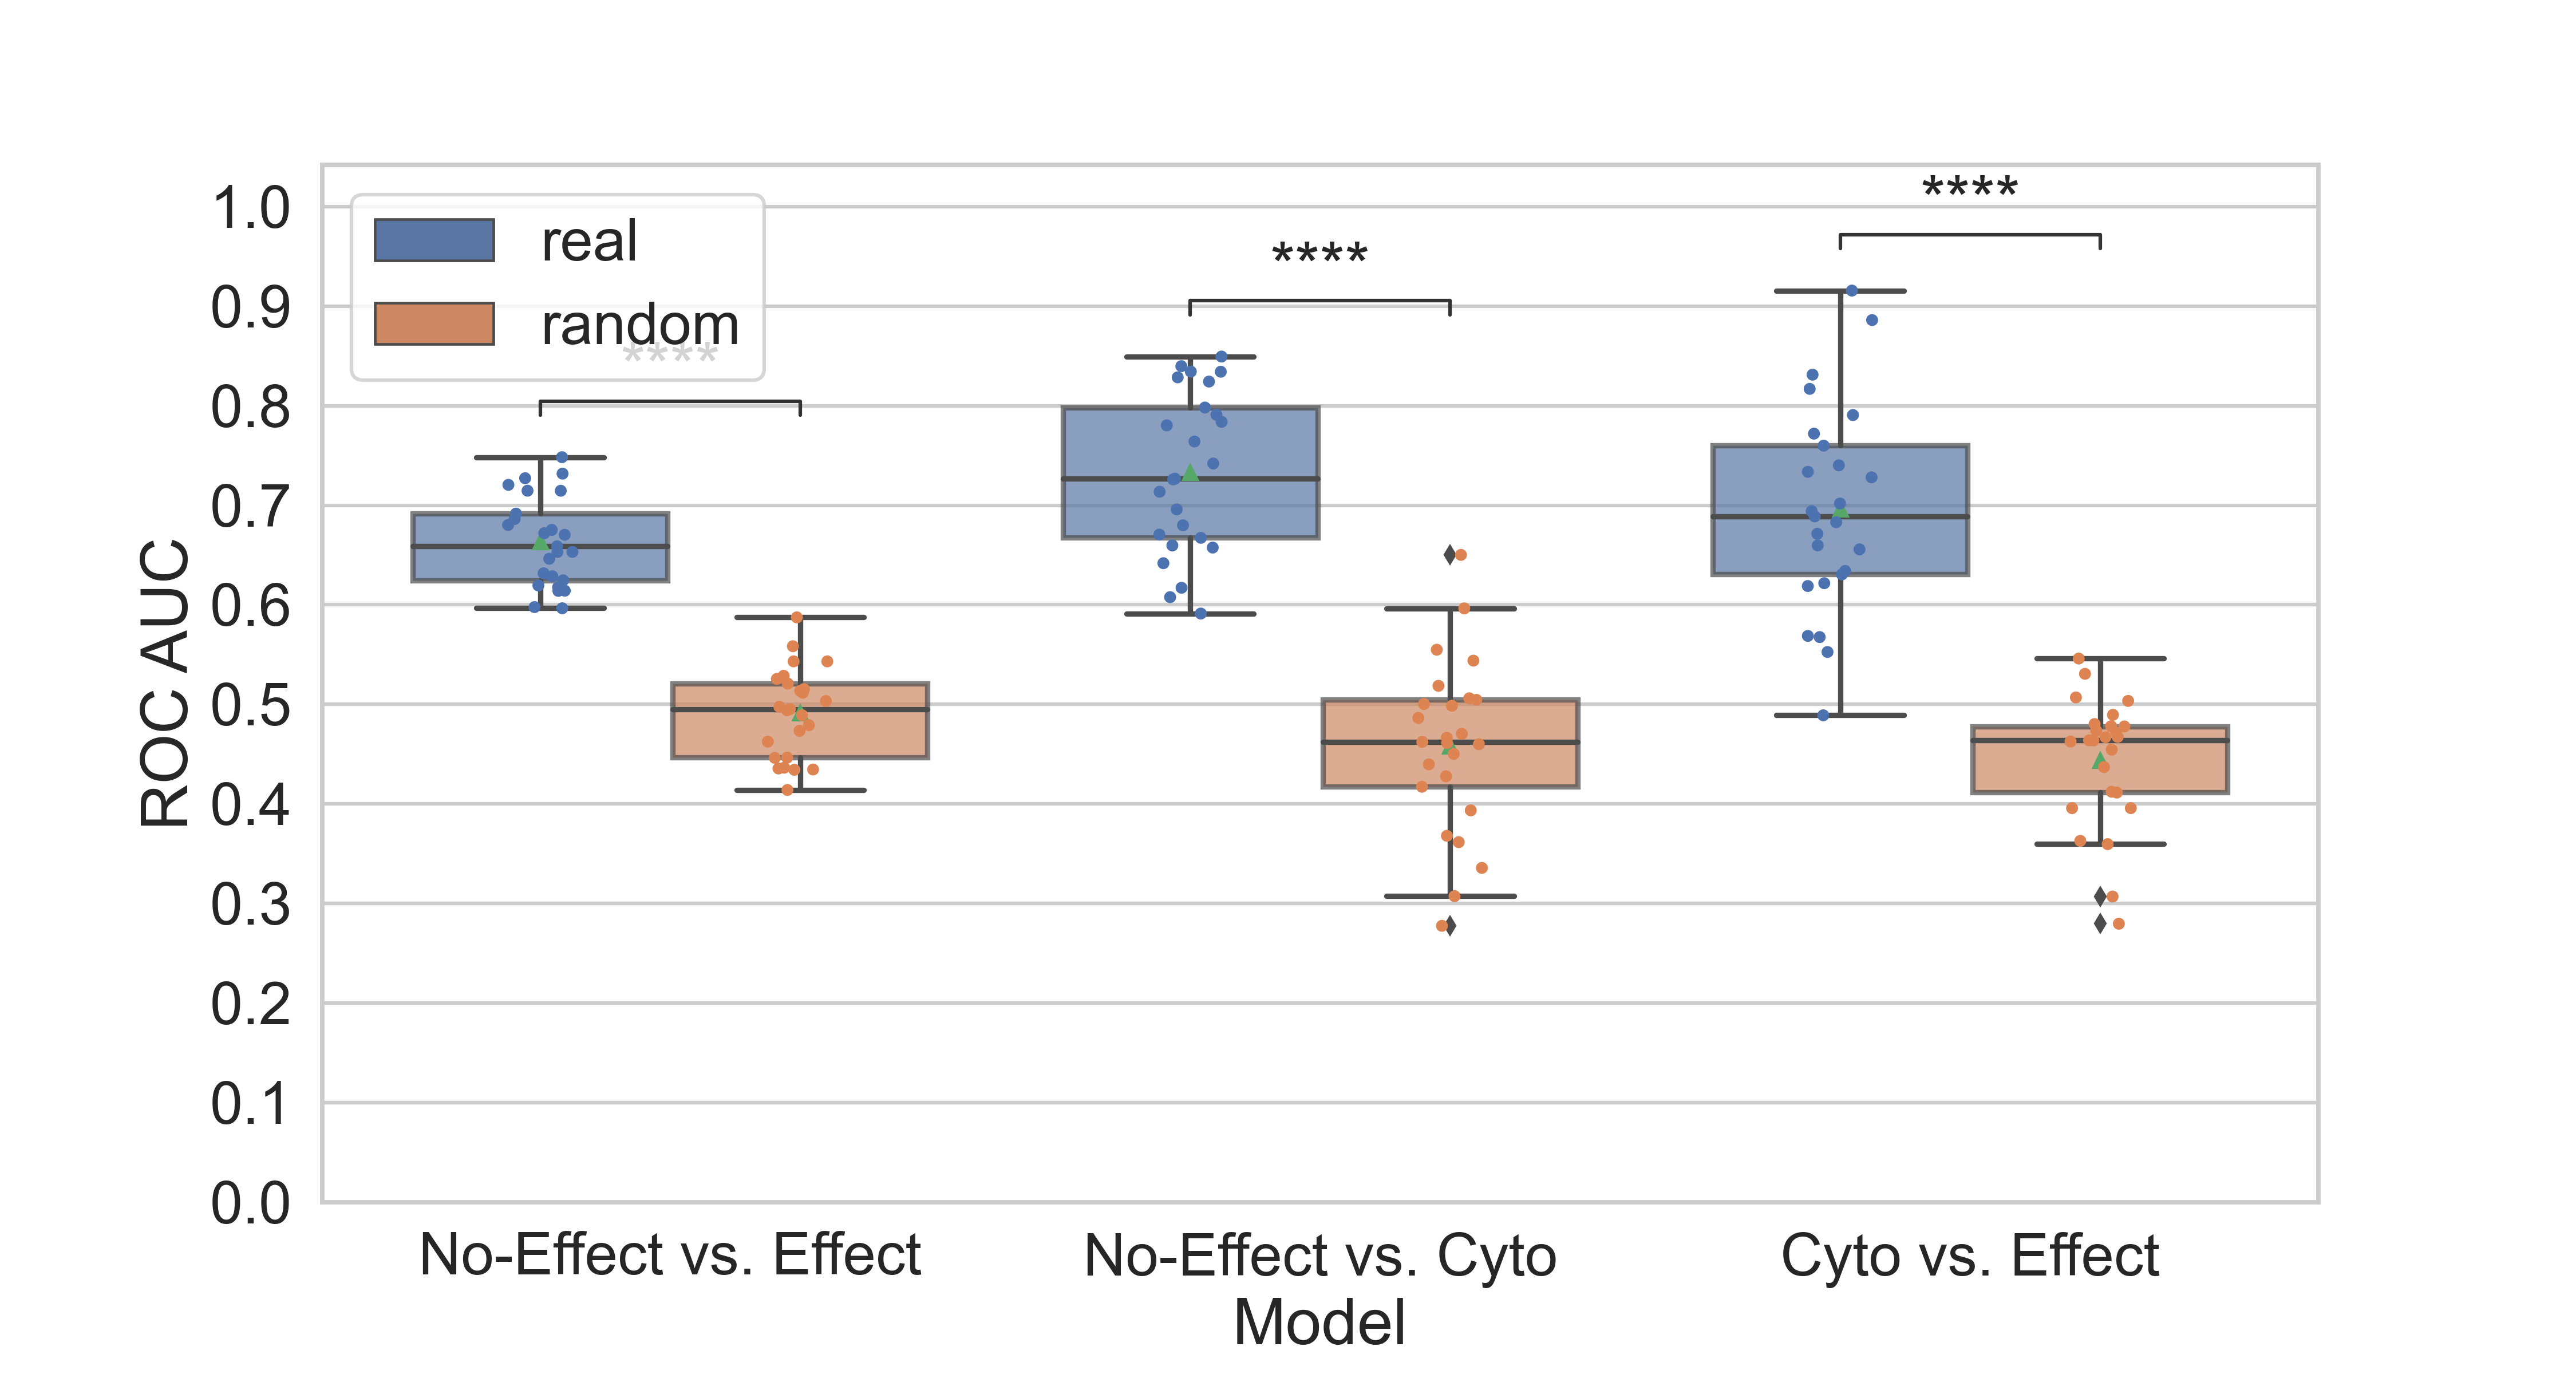 real
random
****
****
****
1.0
0.9
0.8
0.7
0.6
0.5
0.4
0.3
0.2
0.1
0.0
ROC AUC
No-Effect vs. Effect
No-Effect vs. Cyto
Cyto vs. Effect
Model